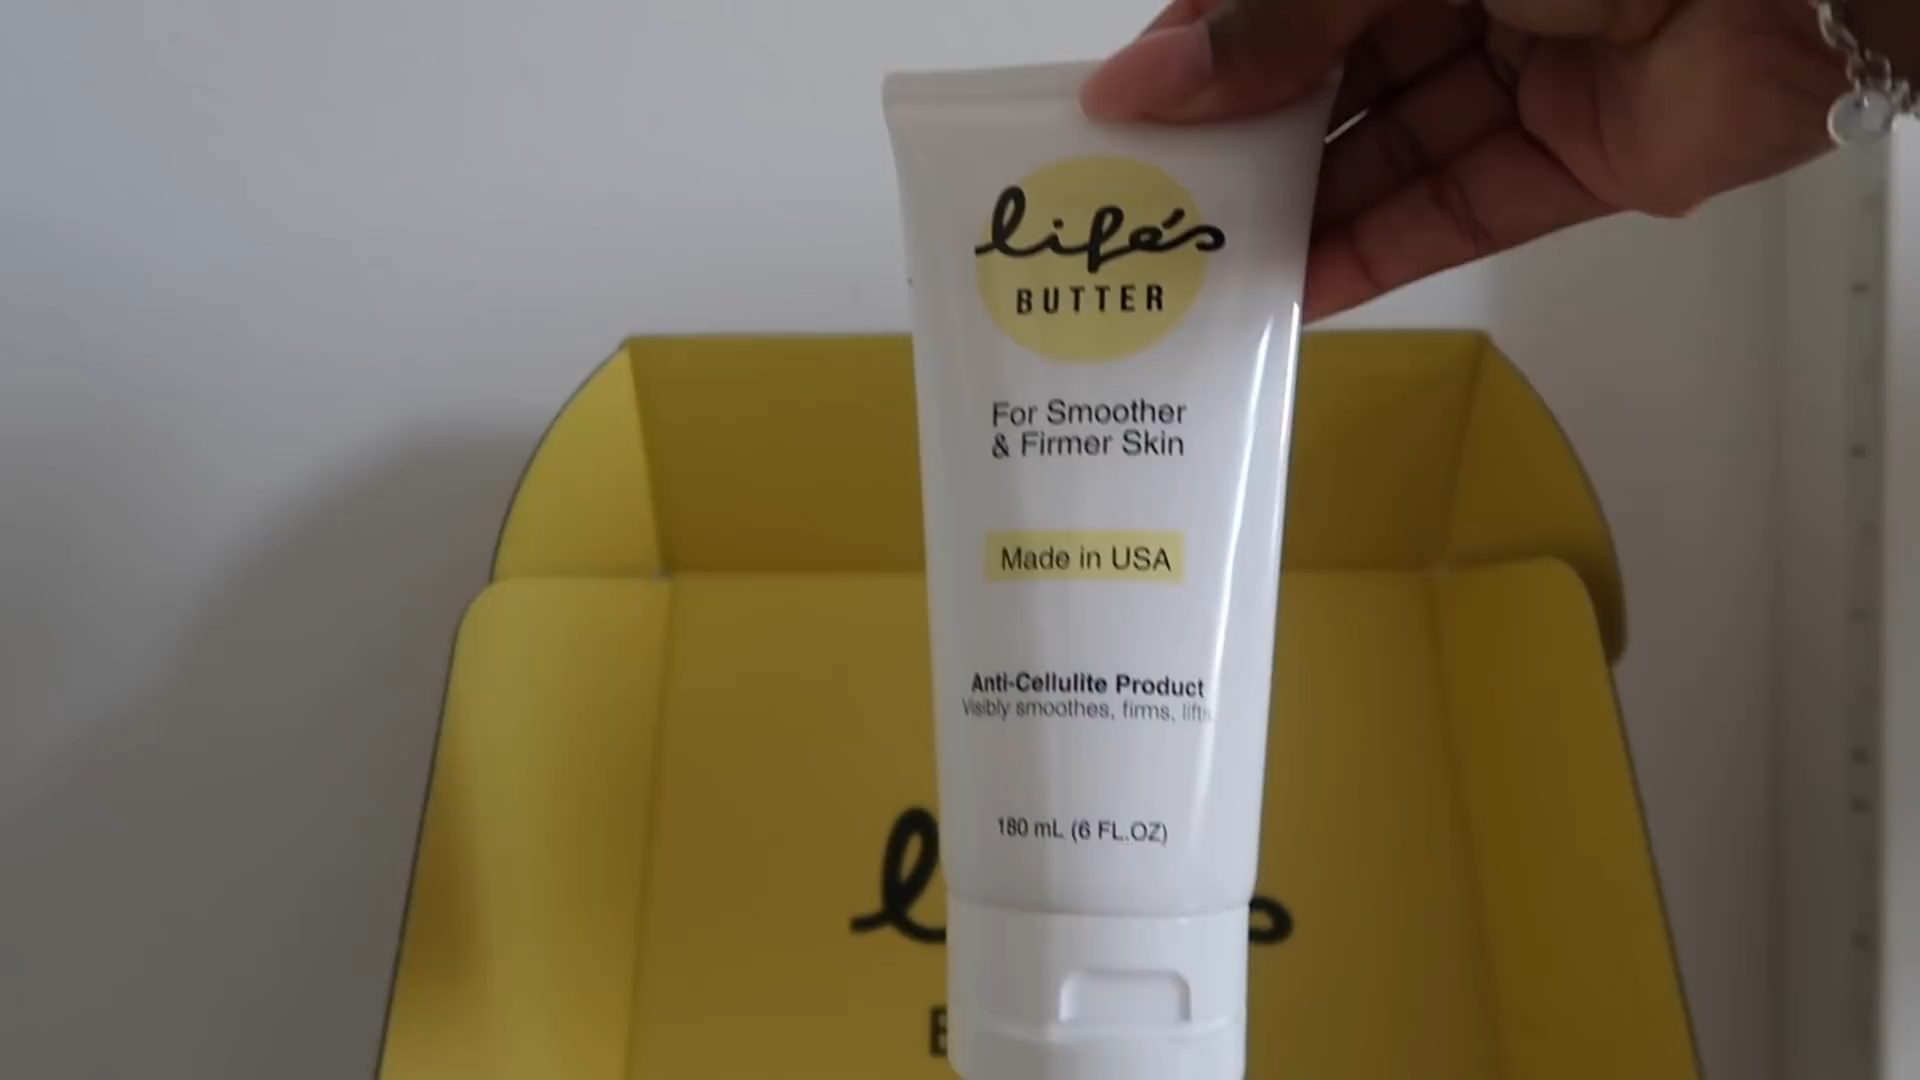 life's
BUTTER
For Smoother
& Firmer Skin
Made in USA
Anti-Cellulite Product
Visibly smoothes, firms, lifts
180 mL (6 FL.OZ)